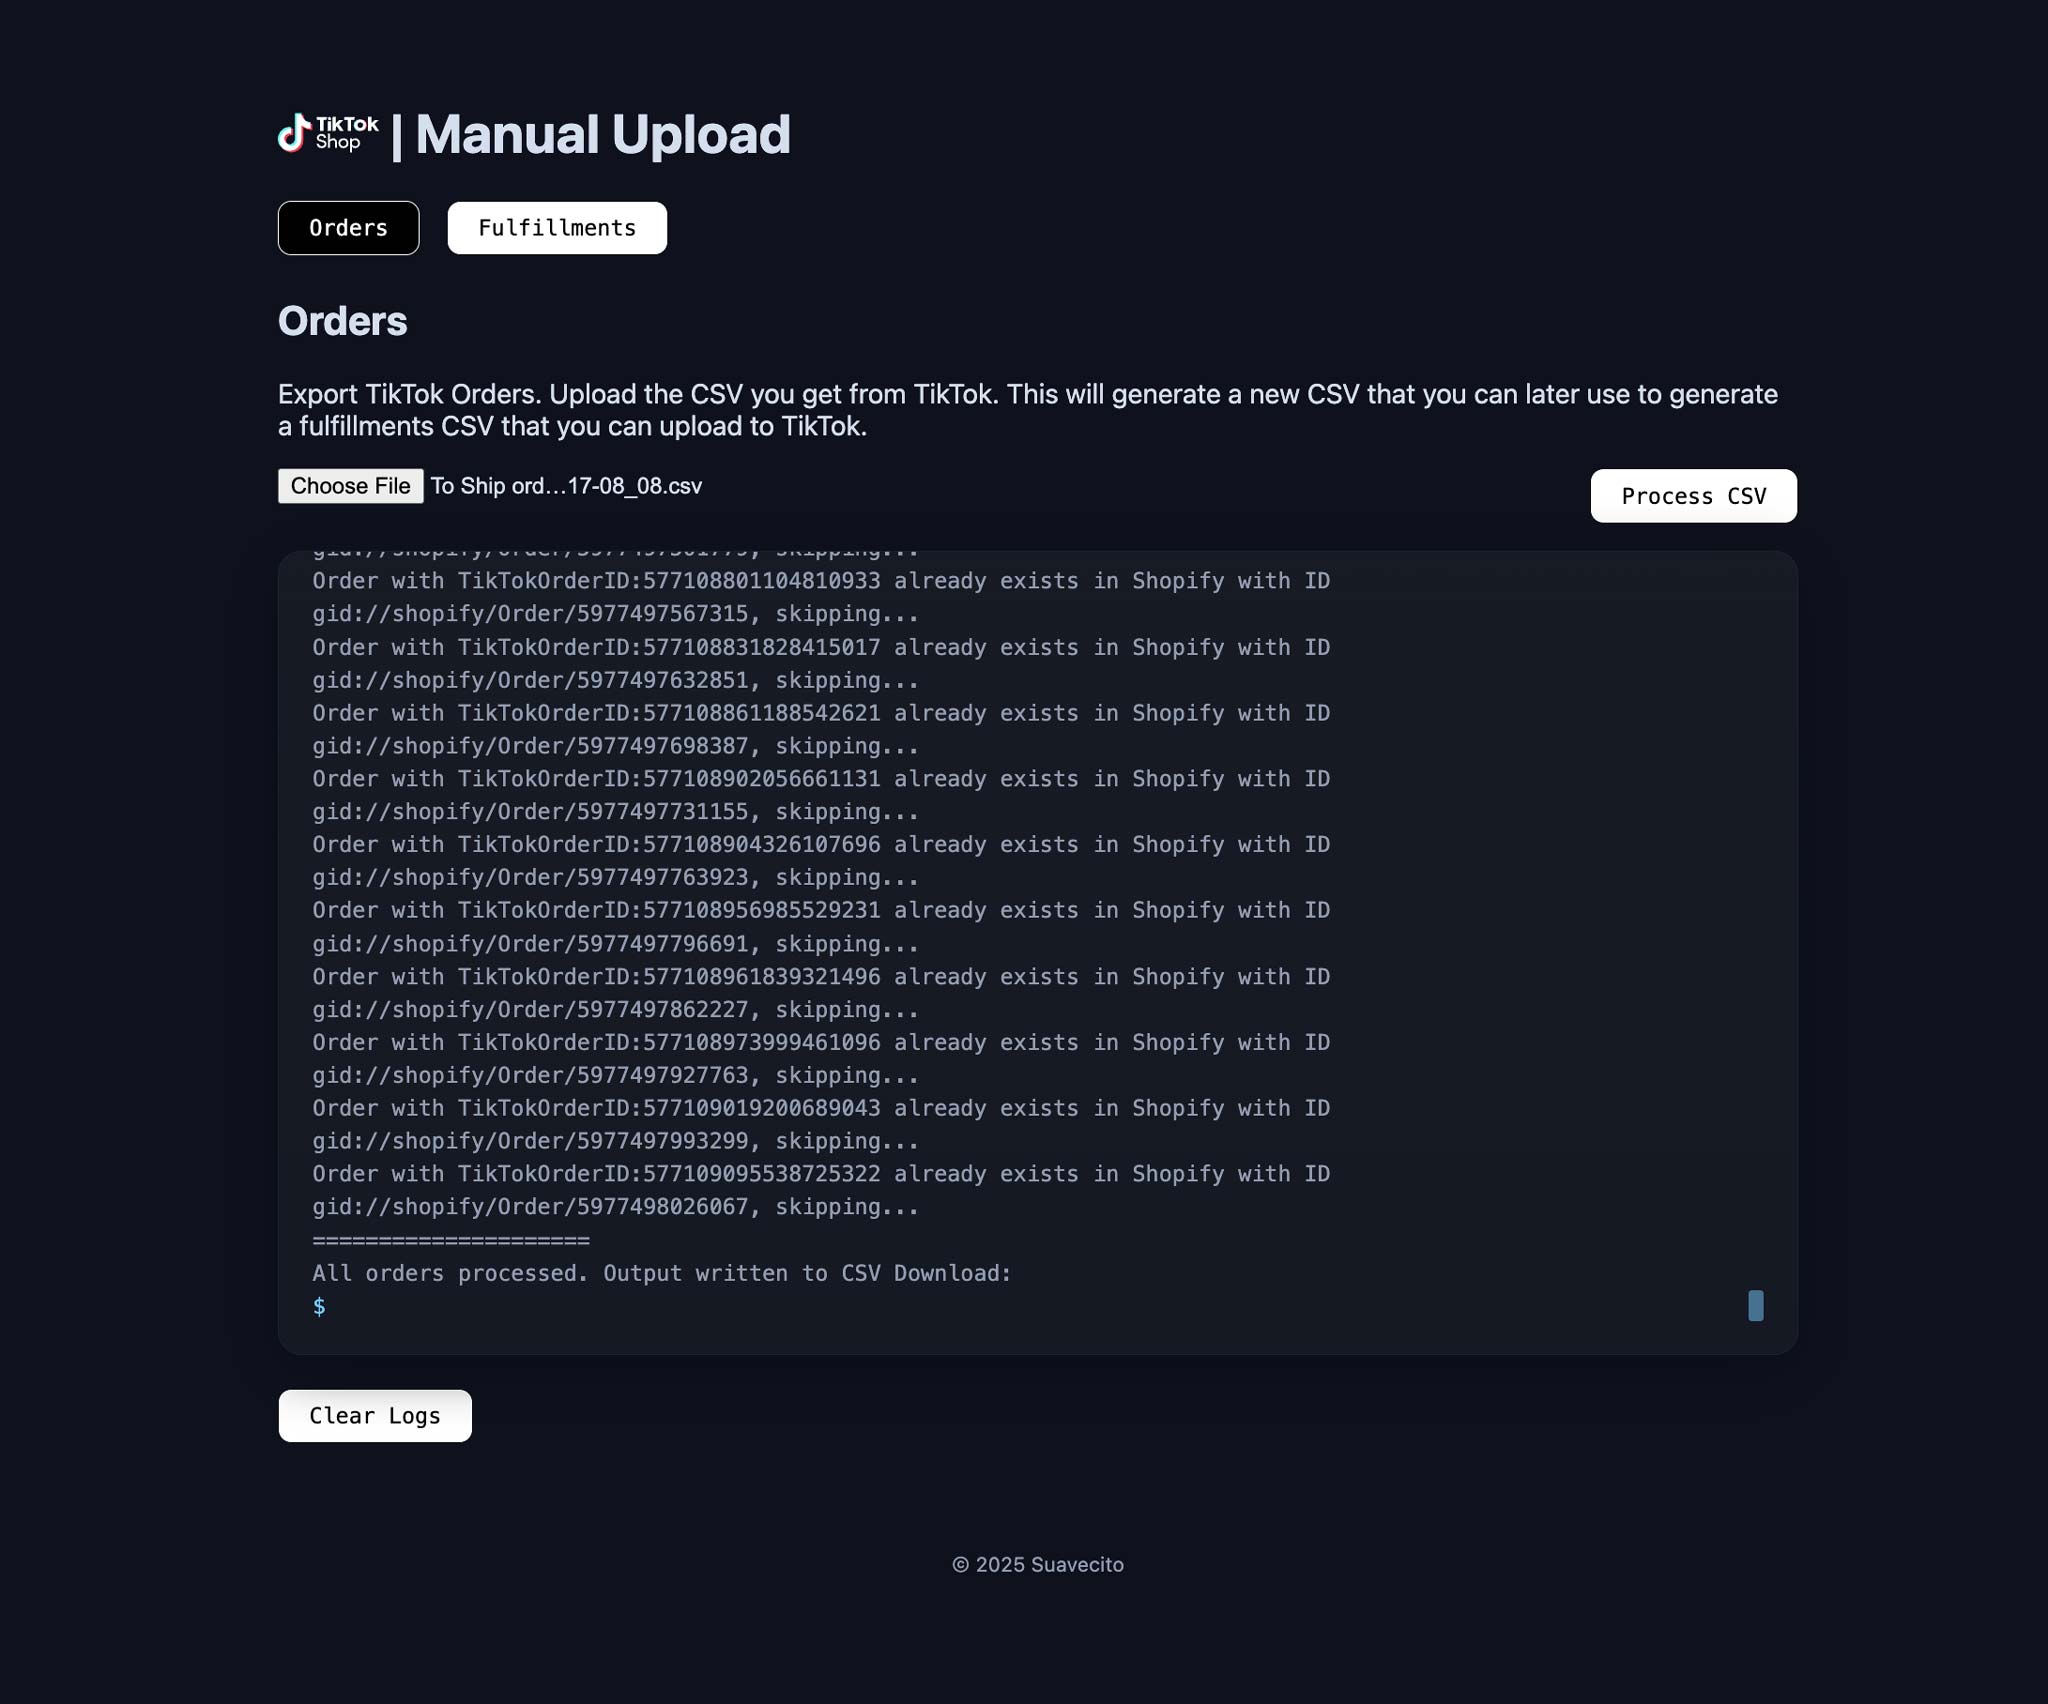 TikTok
Shop
| Manual Upload
Orders
Fulfillments
Orders
Export TikTok Orders. Upload the CSV you get from TikTok. This will generate a new CSV that you can later use to generate
a fulfillments CSV that you can upload to TikTok.
Choose File To Ship ord...17-08_08.csv
Process CSV
Order with TikTokOrderID:577108801104810933 already exists in Shopify with ID
gid://shopify/Order/5977497567315, skipping...
Order with TikTokOrderID:577108831828415017 already exists in Shopify with ID
gid://shopify/Order/5977497632851, skipping...
Order with TikTokOrderID:577108861188542621 already exists in Shopify with ID
gid://shopify/Order/5977497698387, skipping...
Order with TikTokOrderID:577108902056661131 already exists in Shopify with ID
gid://shopify/Order/5977497731155, skipping...
Order with TikTokOrderID:577108904326107696 already exists in Shopify with ID
gid://shopify/Order/5977497763923, skipping...
Order with TikTokOrderID:577108956985529231 already exists in Shopify with ID
gid://shopify/Order/5977497796691, skipping...
Order with TikTokOrderID:577108961839321496 already exists in Shopify with ID
gid://shopify/Order/5977497862227, skipping...
Order with TikTokOrderID:577108973999461096 already exists in Shopify with ID
gid://shopify/Order/5977497927763, skipping...
Order with TikTokOrderID:577109019200689043 already exists in Shopify with ID
gid://shopify/Order/5977497993299, skipping...
Order with TikTokOrderID:577109095538725322 already exists in Shopify with ID
gid://shopify/Order/5977498026067, skipping...
=====================
All orders processed. Output written to CSV Download:
$
Clear Logs
© 2025 Suavecito